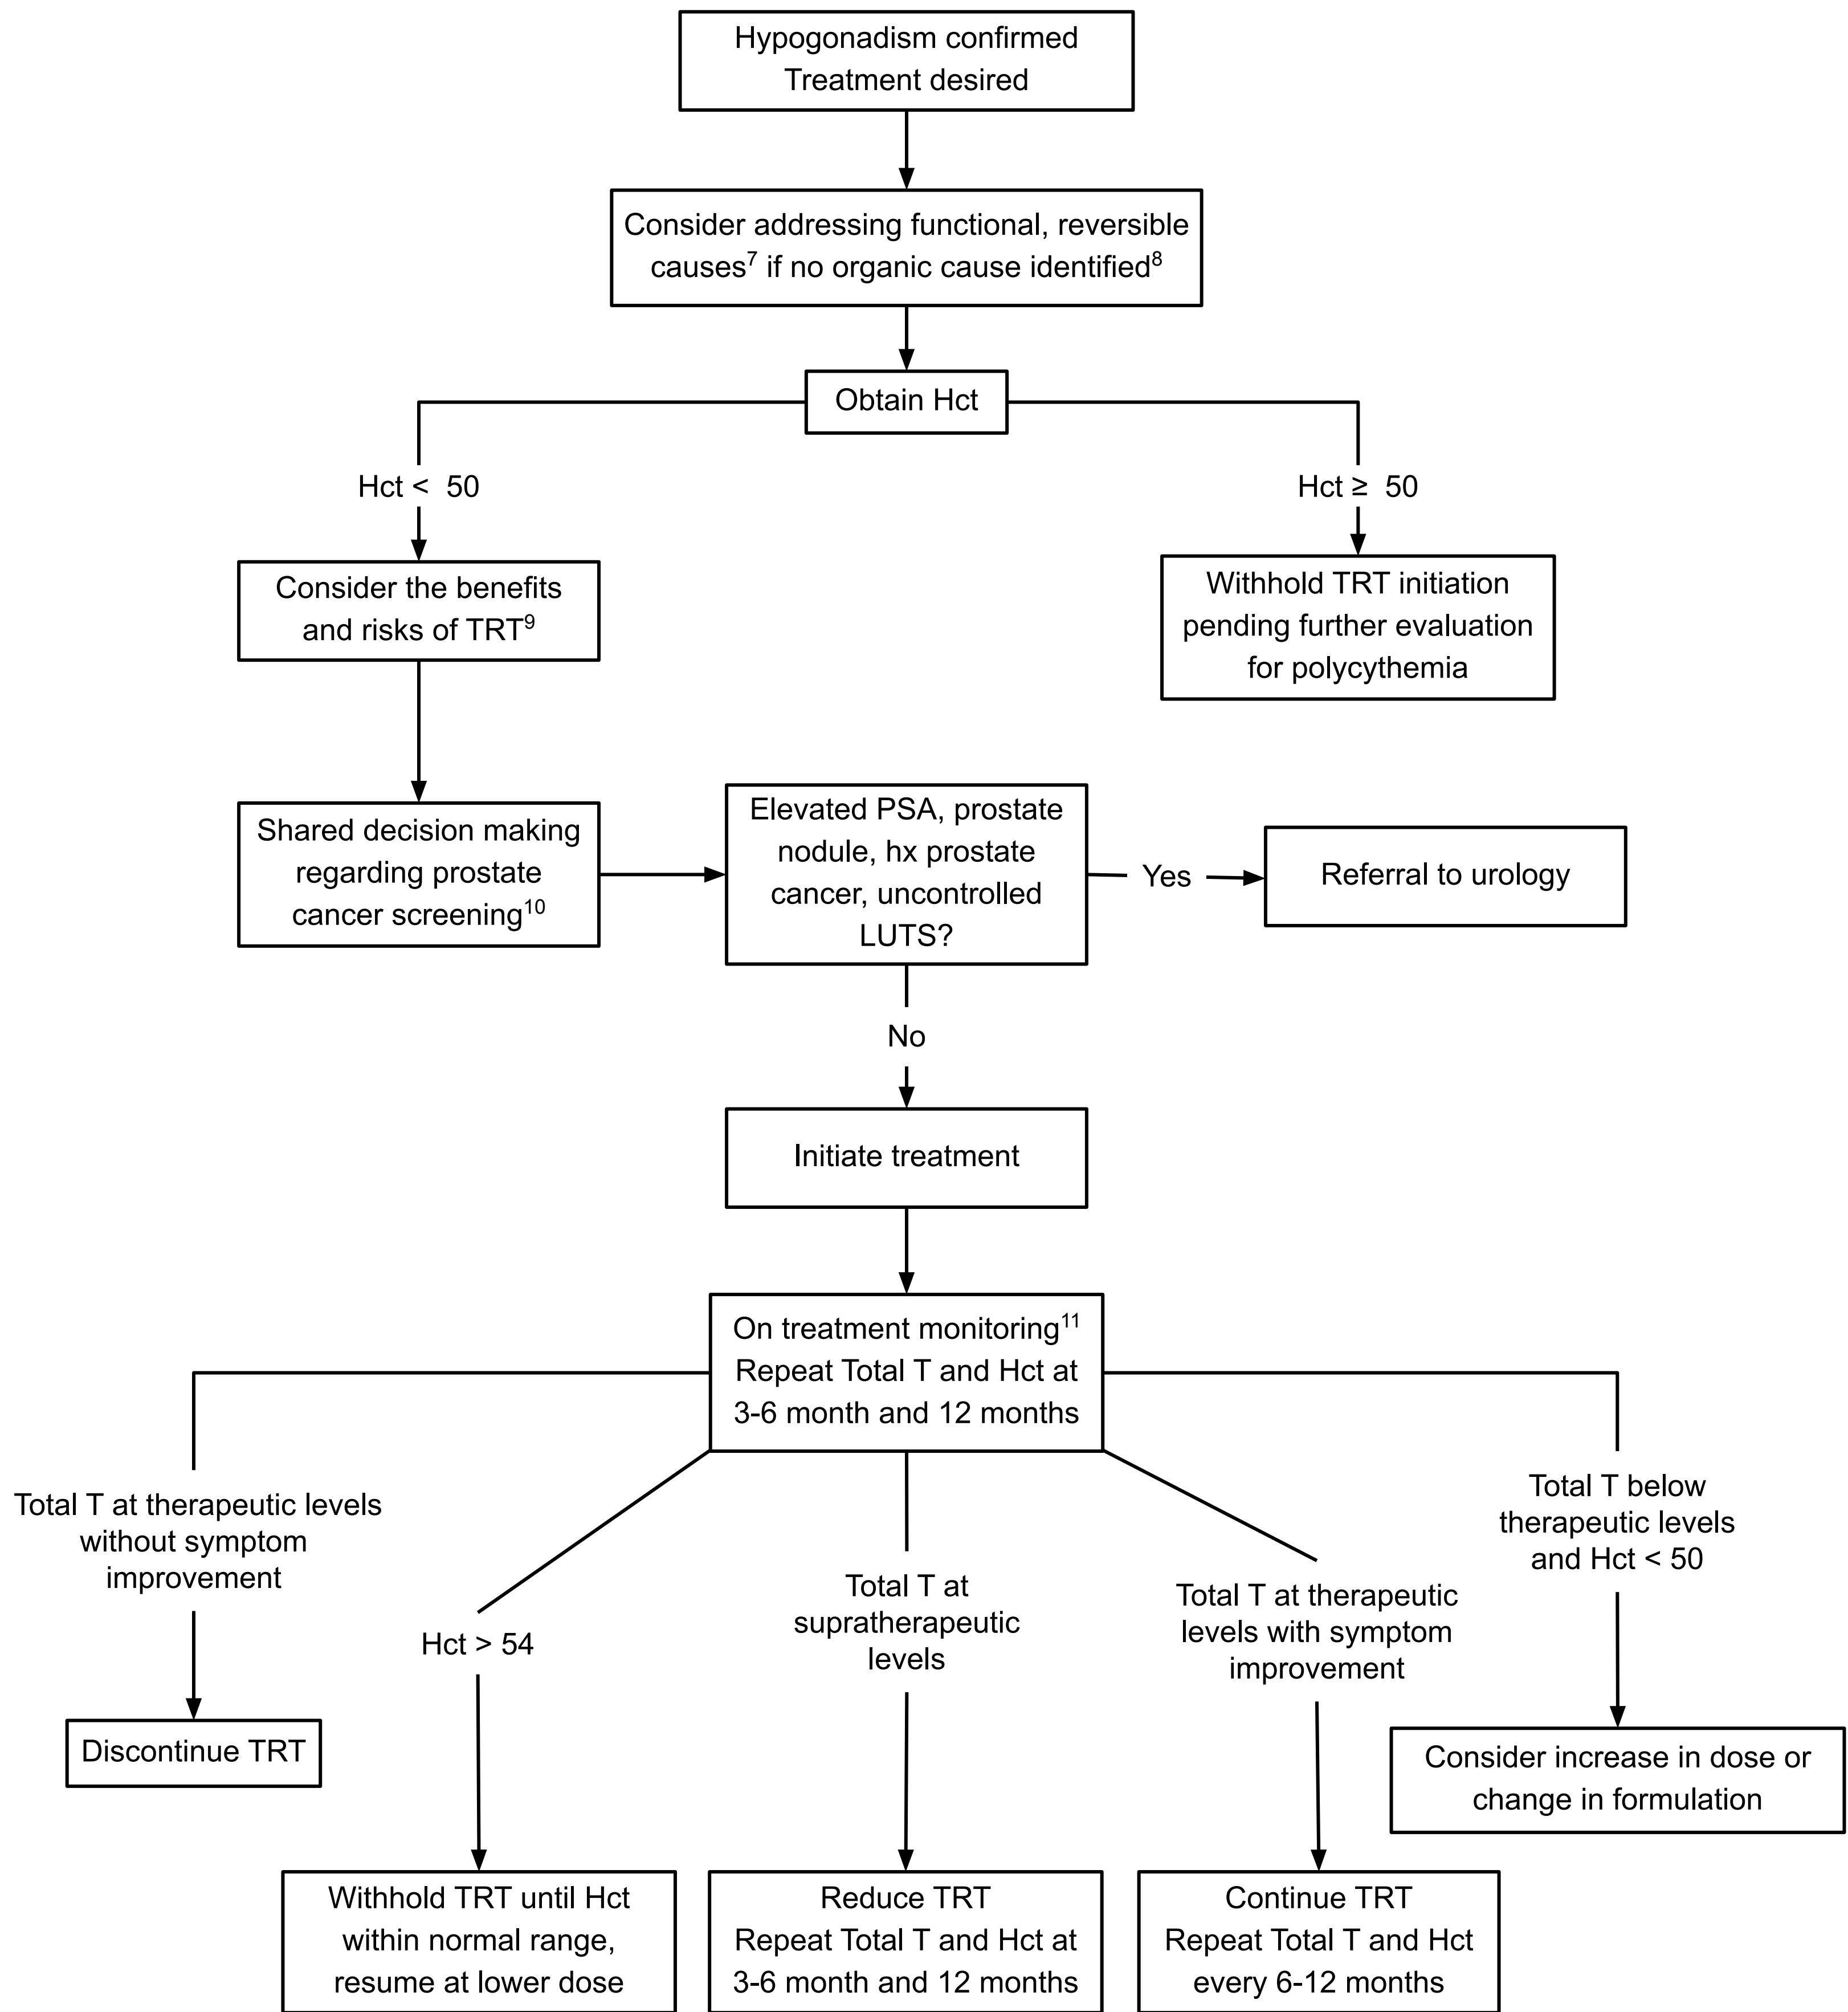 Hypogonadism confirmed
Treatment desired
Consider addressing functional, reversible
causes⁷ if no organic cause identified⁸
Obtain Hct
Hct < 50
Hct ≥ 50
Consider the benefits
and risks of TRT⁹
Withhold TRT initiation
pending further evaluation
for polycythemia
Shared decision making
regarding prostate
cancer screening¹⁰
Elevated PSA, prostate
nodule, hx prostate
cancer, uncontrolled
LUTS?
Yes
Referral to urology
No
Initiate treatment
On treatment monitoring¹¹
Repeat Total T and Hct at
3-6 month and 12 months
Total T at therapeutic levels
without symptom
improvement
Hct > 54
Total T at
supratherapeutic
levels
Total T at therapeutic
levels with symptom
improvement
Total T below
therapeutic levels
and Hct < 50
Discontinue TRT
Withhold TRT until Hct
within normal range,
resume at lower dose
Reduce TRT
Repeat Total T and Hct at
3-6 month and 12 months
Continue TRT
Repeat Total T and Hct
every 6-12 months
Consider increase in dose or
change in formulation